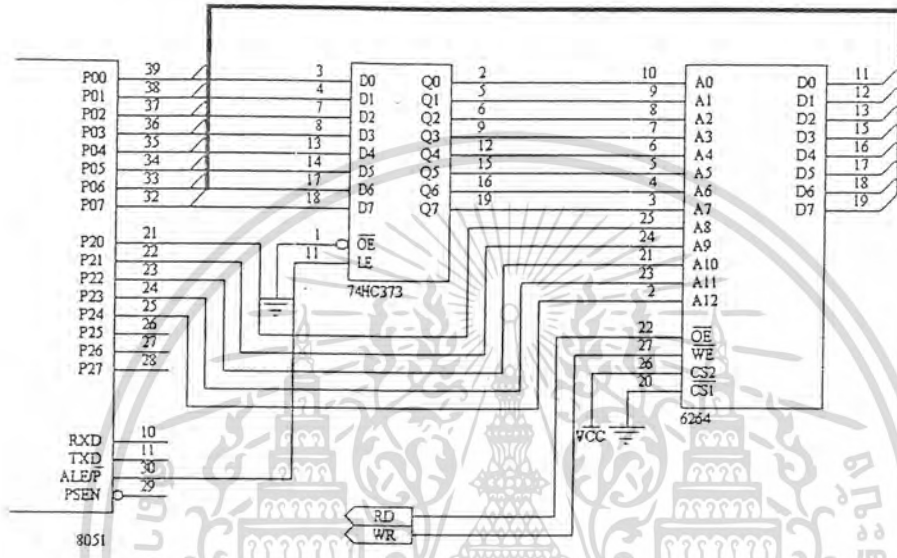 P00 39 3 D0 Q0 2 10 A0 D0 11
P01 38 4 D1 Q1 5 9 A1 D1 12
P02 37 7 D2 Q2 6 8 A2 D2 13
P03 36 8 D3 Q3 9 7 A3 D3 15
P04 35 13 D4 Q4 12 6 A4 D4 16
P05 34 14 D5 Q5 15 5 A5 D5 17
P06 33 17 D6 Q6 16 4 A6 D6 18
P07 32 18 D7 Q7 19 3 A7 D7 19
25 A8
P20 21 1 OE 24 A9
P21 22 11 LE 21 A10
P22 23 23 A11
P23 24 74HC373 2 A12
P24 25
P25 26 22 OE
P26 27 27 WE
P27 28 26 CS2
20 CS1
6264
VCC
RXD 10
TXD 11
ALE/P 30
PSEN 29
RD
WR
8051